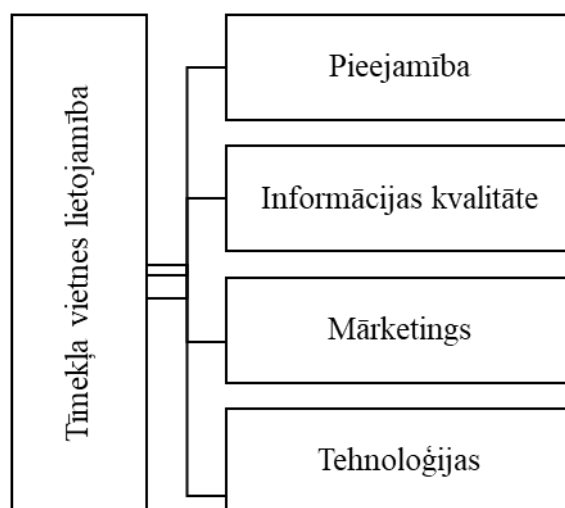 Tīmekļa vietnes lietojamība
Pieejamība
Informācijas kvalitāte
Mārketings
Tehnoloģijas